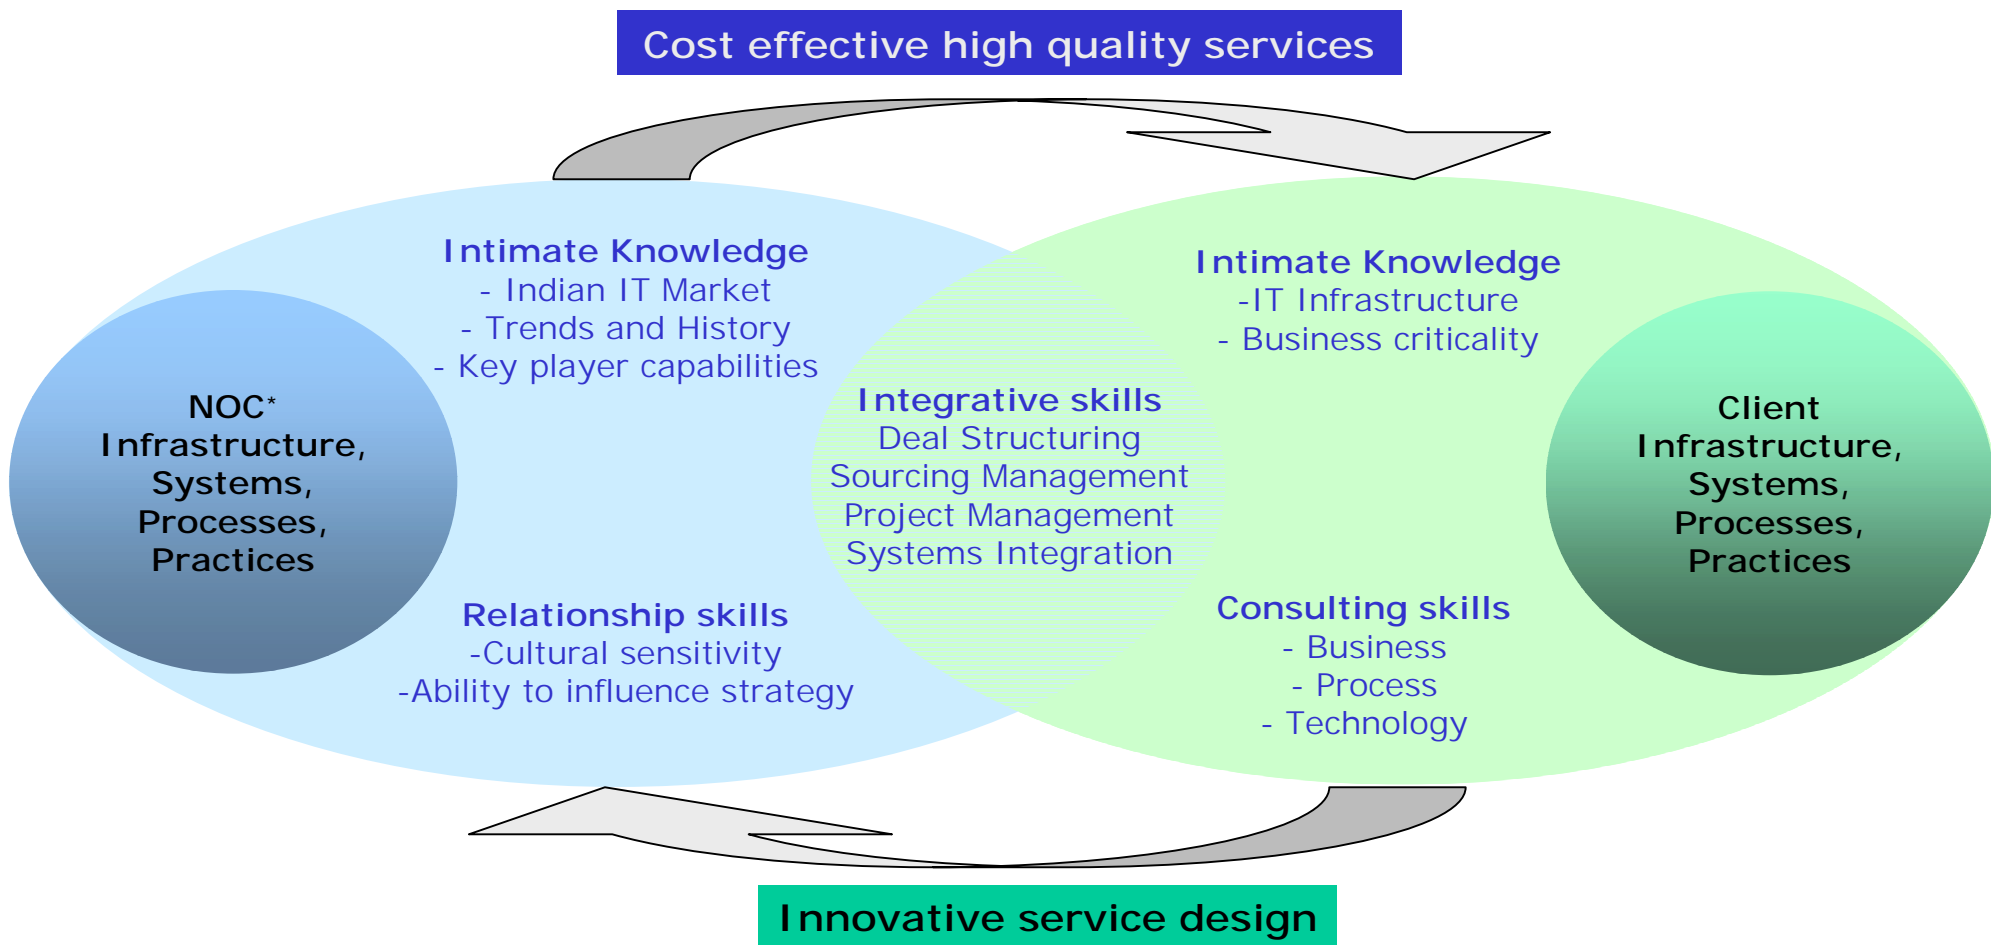 Cost effective high quality services
Intimate Knowledge
- Indian IT Market
- Trends and History
- Key player capabilities
NOC*
Infrastructure,
Systems,
Processes,
Practices
Relationship skills
-Cultural sensitivity
-Ability to influence strategy
Integrative skills
Deal Structuring
Sourcing Management
Project Management
Systems Integration
Intimate Knowledge
-IT Infrastructure
- Business criticality
Consulting skills
- Business
- Process
- Technology
Client
Infrastructure,
Systems,
Processes,
Practices
Innovative service design